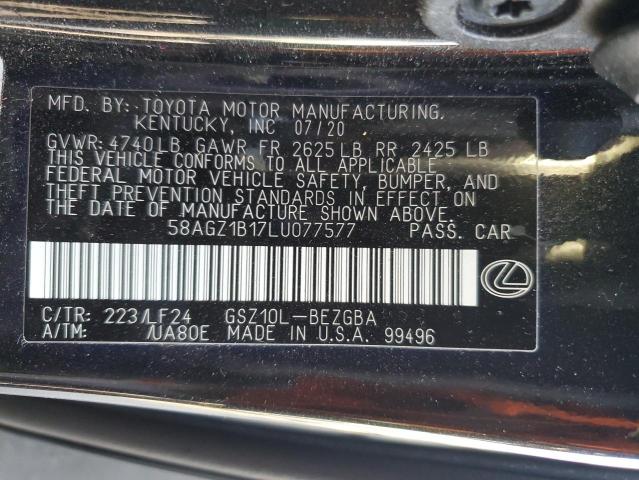 MFD. BY: TOYOTA MOTOR MANUFACTURING.
KENTUCKY, INC 07/20
GVWR: 4740LB GAWR FR 2625LB RR 2425 LB
THIS VEHICLE CONFORMS TO ALL APPLICABLE
FEDERAL MOTOR VEHICLE SAFETY, BUMPER, AND
THEFT PREVENTION STANDARDS IN EFFECT ON
THE DATE OF MANUFACTURE SHOWN ABOVE.
58AGZ1B17LU077577 PASS. CAR
C/TR: 223/LF24 GSZ10L-BEZGBA
A/TM: /UA80E MADE IN U.S.A. 99496